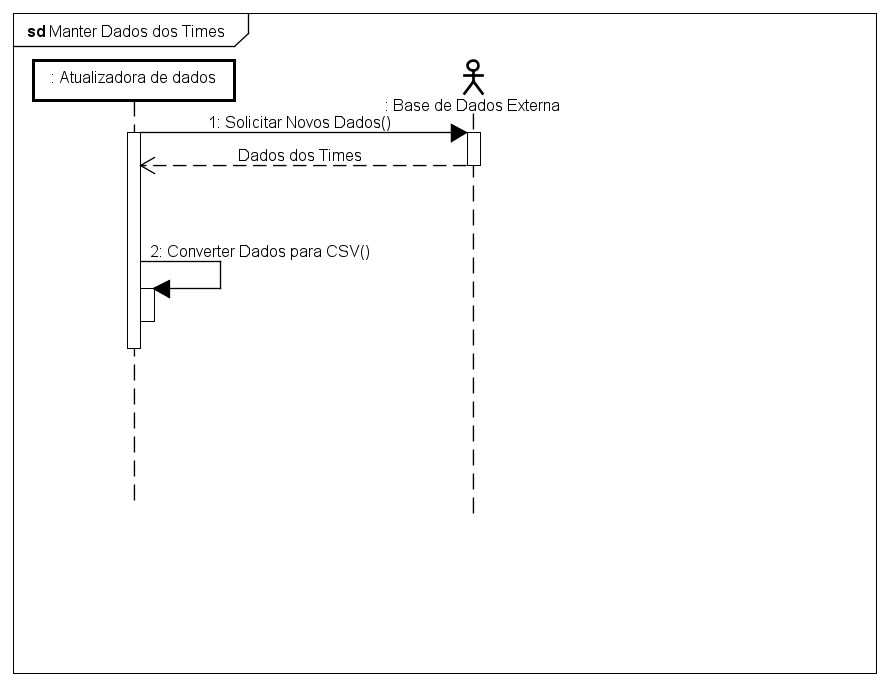 sd Manter Dados dos Times
: Atualizadora de dados
: Base de Dados Externa
1: Solicitar Novos Dados()
Dados dos Times
2: Converter Dados para CSV()